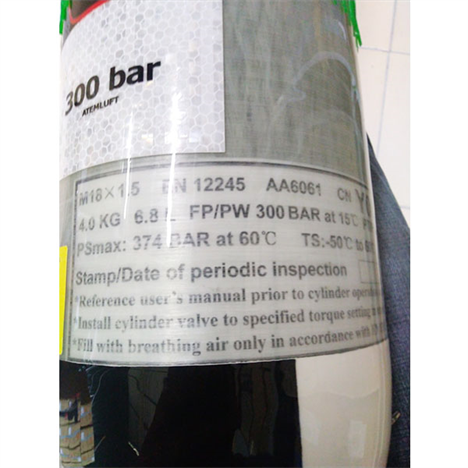 300 bar
ATEMLUFT
M18×1.5 EN 12245 AA6061 CN
4.0 KG 6.8 L FP/PW 300 BAR at 15℃
PSmax: 374 BAR at 60℃ TS:-50℃ to
Stamp/Date of periodic inspection
*Reference user's manual prior to cylinder
*Install cylinder valve to specified torque setting
*Fill with breathing air only in accordance with